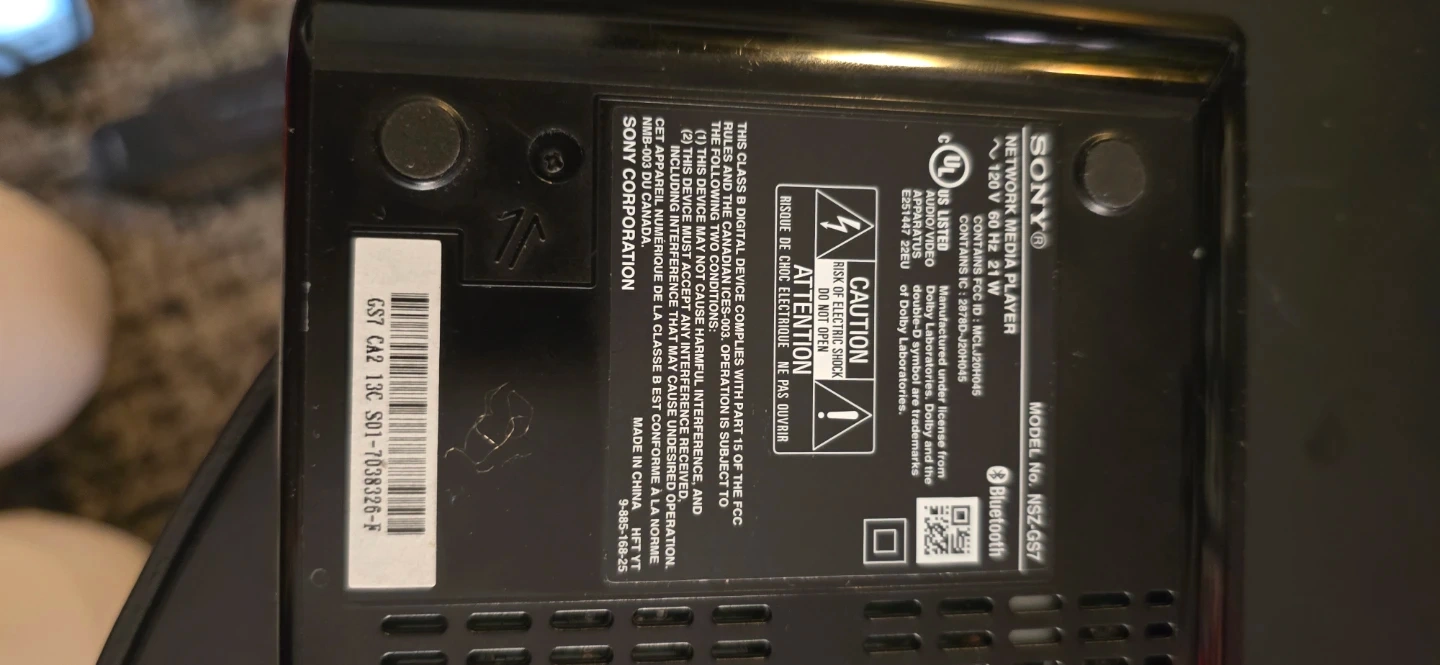 SONY® MODEL No. NSZ-GS7
NETWORK MEDIA PLAYER
120 V 60 Hz 21 W
Bluetooth
CONTAINS FCC ID : MCLJ20H045
CONTAINS IC : 2878D-J20H045
c UL US LISTED
AUDIO/VIDEO
APPARATUS
E251447 22EU
Manufactured under license from
Dolby Laboratories. Dolby and the
double-D symbol are trademarks
of Dolby Laboratories.
CAUTION
RISK OF ELECTRIC SHOCK
DO NOT OPEN
ATTENTION
RISQUE DE CHOC ELECTRIQUE NE PAS OUVRIR
THIS CLASS B DIGITAL DEVICE COMPLIES WITH PART 15 OF THE FCC
RULES AND THE CANADIAN ICES-003. OPERATION IS SUBJECT TO
THE FOLLOWING TWO CONDITIONS:
(1) THIS DEVICE MAY NOT CAUSE HARMFUL INTERFERENCE, AND
(2) THIS DEVICE MUST ACCEPT ANY INTERFERENCE RECEIVED,
INCLUDING INTERFERENCE THAT MAY CAUSE UNDESIRED OPERATION.
CET APPAREIL NUMÉRIQUE DE LA CLASSE B EST CONFORME À LA NORME
NMB-003 DU CANADA.
SONY CORPORATION MADE IN CHINA HFT YT
9-885-168-25
GS7 CA2 13C S01-7038326-F